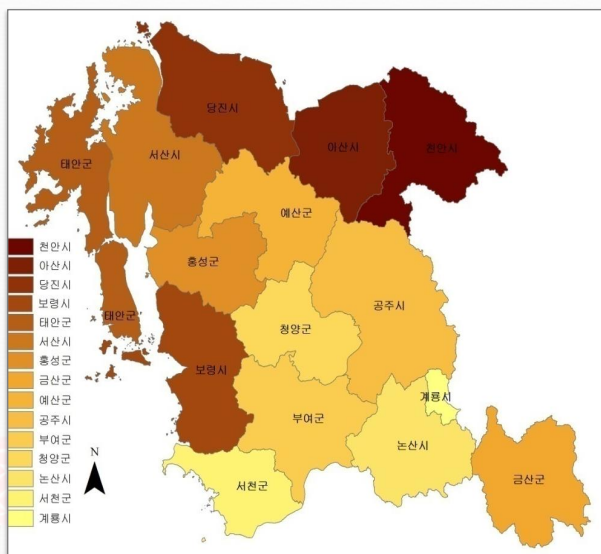 당진시
아산시
천안시
서산시
태안군
예산군
홍성군
공주시
태안군
청양군
보령시
계룡시
부여군
논산시
금산군
서천군
천안시
아산시
당진시
보령시
태안군
서산시
홍성군
금산군
예산군
공주시
부여군
청양군
논산시
서천군
계룡시
N